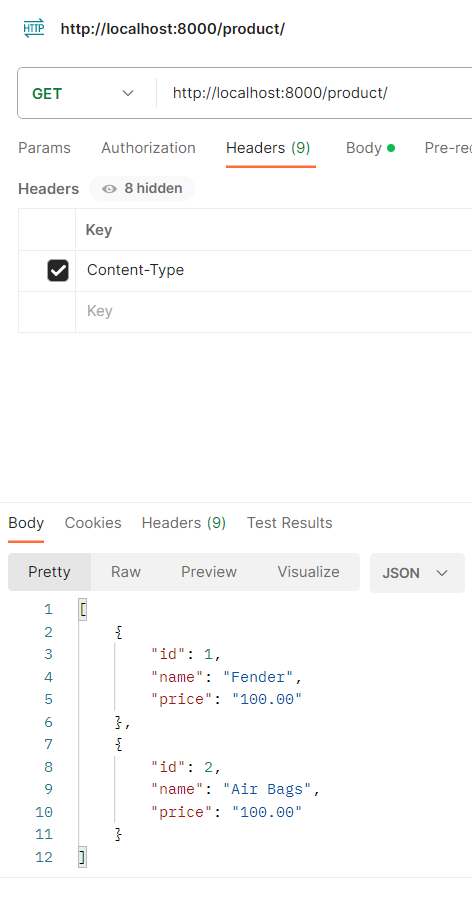 HTTP http://localhost:8000/product/
GET http://localhost:8000/product/
Params Authorization Headers (9) Body
Headers 8 hidden
Key
Content-Type
Key
Body Cookies Headers (9) Test Results
Pretty Raw Preview Visualize JSON
1 [
2 {
3 "id": 1,
4 "name": "Fender",
5 "price": "100.00"
6 },
7 {
8 "id": 2,
9 "name": "Air Bags",
10 "price": "100.00"
11 }
12 ]